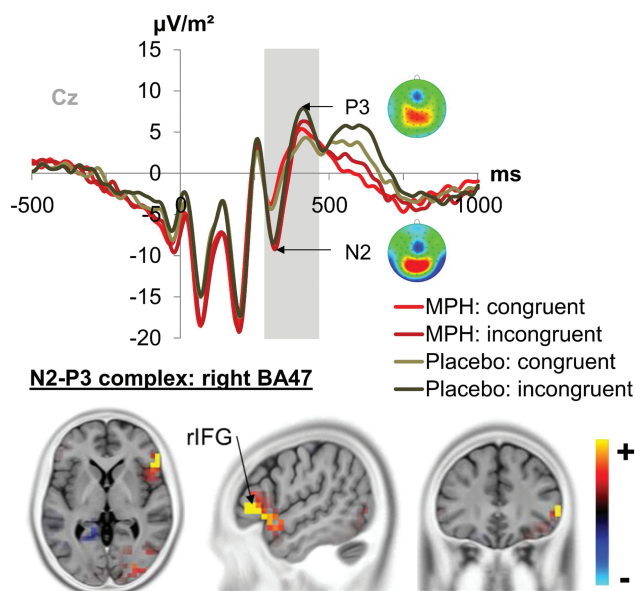 µV/m²
15
10
5
0
-5
-10
-15
-20
Cz
P3
ms
-500
0
500
1000
N2
MPH: congruent
MPH: incongruent
Placebo: congruent
Placebo: incongruent
N2-P3 complex: right BA47
rIFG
+
-